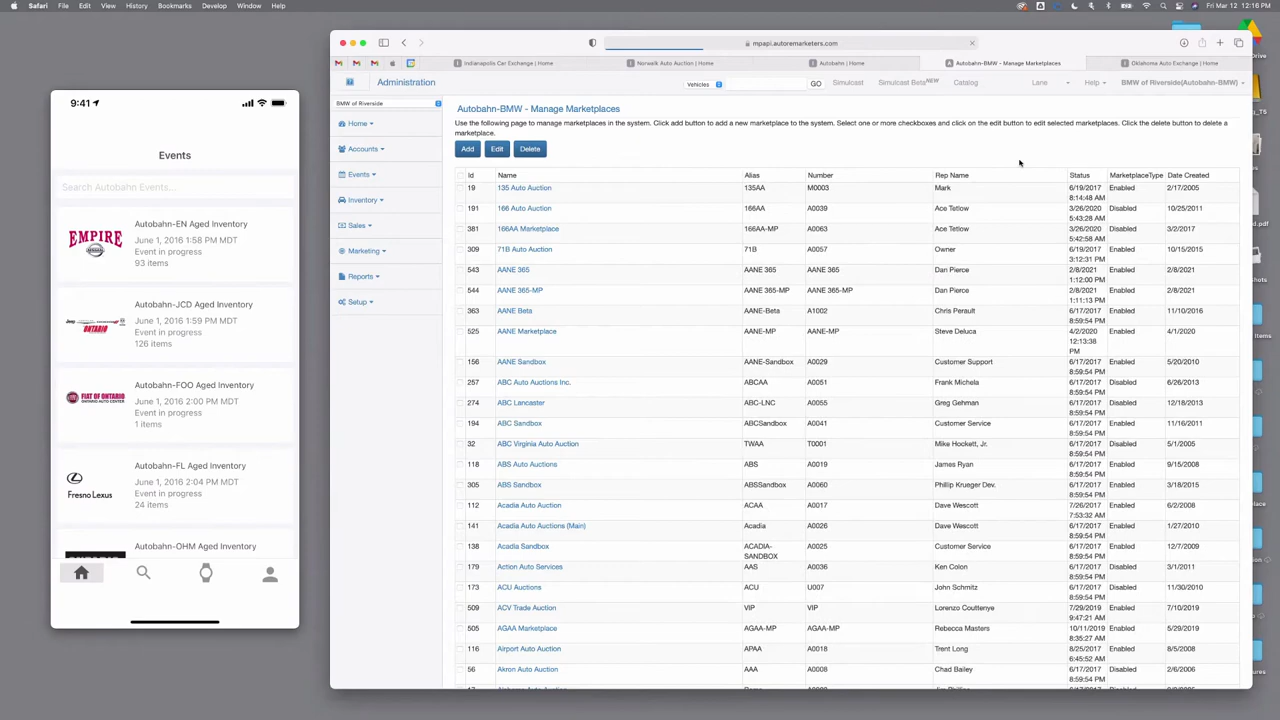 Safari File Edit View History Bookmarks Develop Window Help
Fri Mar 12 12:16 PM
9:41
Events
Search Autobahn Events...
EMPIRE
Autobahn-EN Aged Inventory
June 1, 2016 1:58 PM MDT
Event in progress
93 items
ONTARIO
Autobahn-JCD Aged Inventory
June 1, 2016 1:59 PM MDT
Event in progress
126 items
FIAT OF ONTARIO
Autobahn-FOO Aged Inventory
June 1, 2016 2:00 PM MDT
Event in progress
1 items
Fresno Lexus
Autobahn-FL Aged Inventory
June 1, 2016 2:04 PM MDT
Event in progress
24 items
Autobahn-OHM Aged Inventory
mpapi.autoremarketers.com
Indianapolis Car Exchange | Home
Norwalk Auto Auction | Home
Autobahn | Home
Autobahn-BMW - Manage Marketplaces
Oklahoma Auto Exchange | Home
Administration
Vehicles
GO
Simulcast
Simulcast Beta NEW
Catalog
Lane
Help
BMW of Riverside(Autobahn-BMW)
BMW of Riverside
Home
Accounts
Events
Inventory
Sales
Marketing
Reports
Setup
Autobahn-BMW - Manage Marketplaces
Use the following page to manage marketplaces in the system. Click add button to add a new marketplace to the system. Select one or more checkboxes and click on the edit button to edit selected marketplaces. Click the delete button to delete a
marketplace.
Add Edit Delete
Id Name Alias Number Rep Name Status MarketplaceType Date Created
19 135 Auto Auction 135AA M0003 Mark 6/19/2017 8:14:48 AM Enabled 2/17/2005
191 166 Auto Auction 166AA A0039 Ace Tetlow 3/26/2020 5:43:28 AM Disabled 10/25/2011
381 166AA Marketplace 166AA-MP A0063 Ace Tetlow 3/26/2020 5:42:58 AM Disabled 3/2/2017
309 71B Auto Auction 71B A0057 Owner 6/19/2017 3:12:31 PM Enabled 10/15/2015
543 AANE 365 AANE 365 AANE 365 Dan Pierce 2/8/2021 1:12:00 PM Enabled 2/8/2021
544 AANE 365-MP AANE 365-MP AANE 365-MP Dan Pierce 2/8/2021 1:11:13 PM Enabled 2/8/2021
363 AANE Beta AANE-Beta A1002 Chris Perault 6/17/2017 8:59:54 PM Enabled 11/10/2016
525 AANE Marketplace AANE-MP AANE-MP Steve Deluca 4/2/2020 12:13:38 PM Enabled 4/1/2020
156 AANE Sandbox AANE-Sandbox A0029 Customer Support 6/17/2017 8:59:54 PM Enabled 5/20/2010
257 ABC Auto Auctions Inc. ABCAA A0051 Frank Michela 6/17/2017 8:59:54 PM Disabled 6/26/2013
274 ABC Lancaster ABC-LNC A0055 Greg Gehman 6/17/2017 8:59:54 PM Disabled 12/18/2013
194 ABC Sandbox ABCSandbox A0041 Customer Service 6/17/2017 8:59:54 PM Enabled 11/16/2011
32 ABC Virginia Auto Auction TWAA T0001 Mike Hockett, Jr. 6/17/2017 8:59:54 PM Disabled 5/1/2005
118 ABS Auto Auctions ABS A0019 James Ryan 6/17/2017 8:59:54 PM Enabled 9/15/2008
305 ABS Sandbox ABSSandbox A0060 Phillip Krueger Dev. 6/17/2017 8:59:54 PM Enabled 3/18/2015
112 Acadia Auto Auction ACAA A0017 Dave Wescott 7/26/2017 7:53:32 AM Enabled 6/2/2008
141 Acadia Auto Auctions (Main) Acadia A0026 Dave Wescott 6/17/2017 8:59:54 PM Enabled 1/27/2010
138 Acadia Sandbox ACADIA-SANDBOX A0025 Customer Service 6/17/2017 8:59:54 PM Enabled 12/7/2009
179 Action Auto Services AAS A0036 Ken Colon 6/17/2017 8:59:54 PM Disabled 3/1/2011
173 ACU Auctions ACU U007 John Schmitz 6/17/2017 8:59:54 PM Disabled 11/30/2010
509 ACV Trade Auction VIP VIP Lorenzo Couttenye 7/29/2019 9:47:21 AM Enabled 7/10/2019
505 AGAA Marketplace AGAA-MP AGAA-MP Rebecca Masters 10/11/2019 8:35:27 AM Enabled 5/29/2019
116 Airport Auto Auction APAA A0018 Trent Long 8/25/2017 6:45:52 AM Enabled 8/5/2008
56 Akron Auto Auction AAA A0008 Chad Bailey 6/17/2017 8:59:54 PM Disabled 2/6/2006